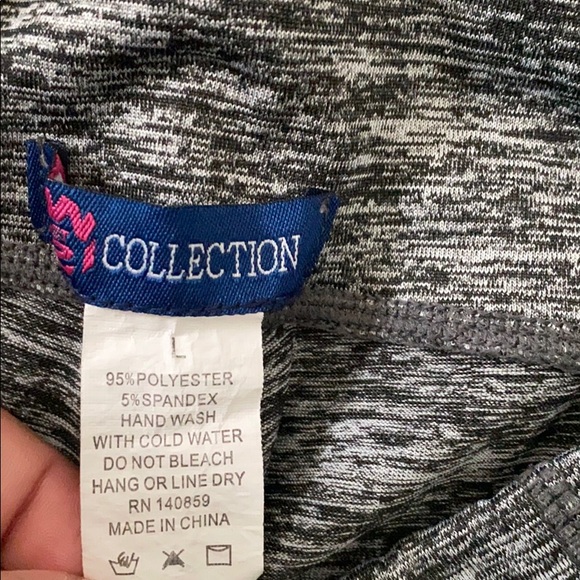 COLLECTION
L
95%POLYESTER
5%SPANDEX
HAND WASH
WITH COLD WATER
DO NOT BLEACH
HANG OR LINE DRY
RN 140859
MADE IN CHINA